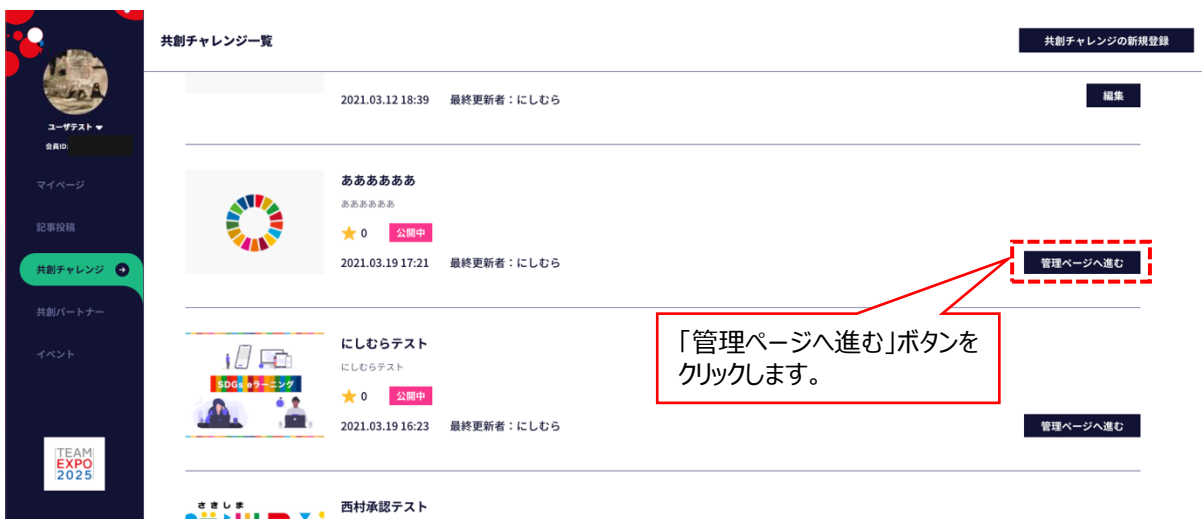 共創チャレンジ一覧
共創チャレンジの新規登録
2021.03.12 18:39 最終更新者：にしむら
編集
ユーザテスト
会員ID:
マイページ
記事投稿
共創チャレンジ
共創パートナー
イベント
TEAM
EXPO
2025
ああああああ
ああああああ
0 公開中
2021.03.19 17:21 最終更新者：にしむら
管理ページへ進む
「管理ページへ進む」ボタンを
クリックします。
SDGs eラーニング
にしむらテスト
にしむらテスト
0 公開中
2021.03.19 16:23 最終更新者：にしむら
管理ページへ進む
さきしま
西村承認テスト